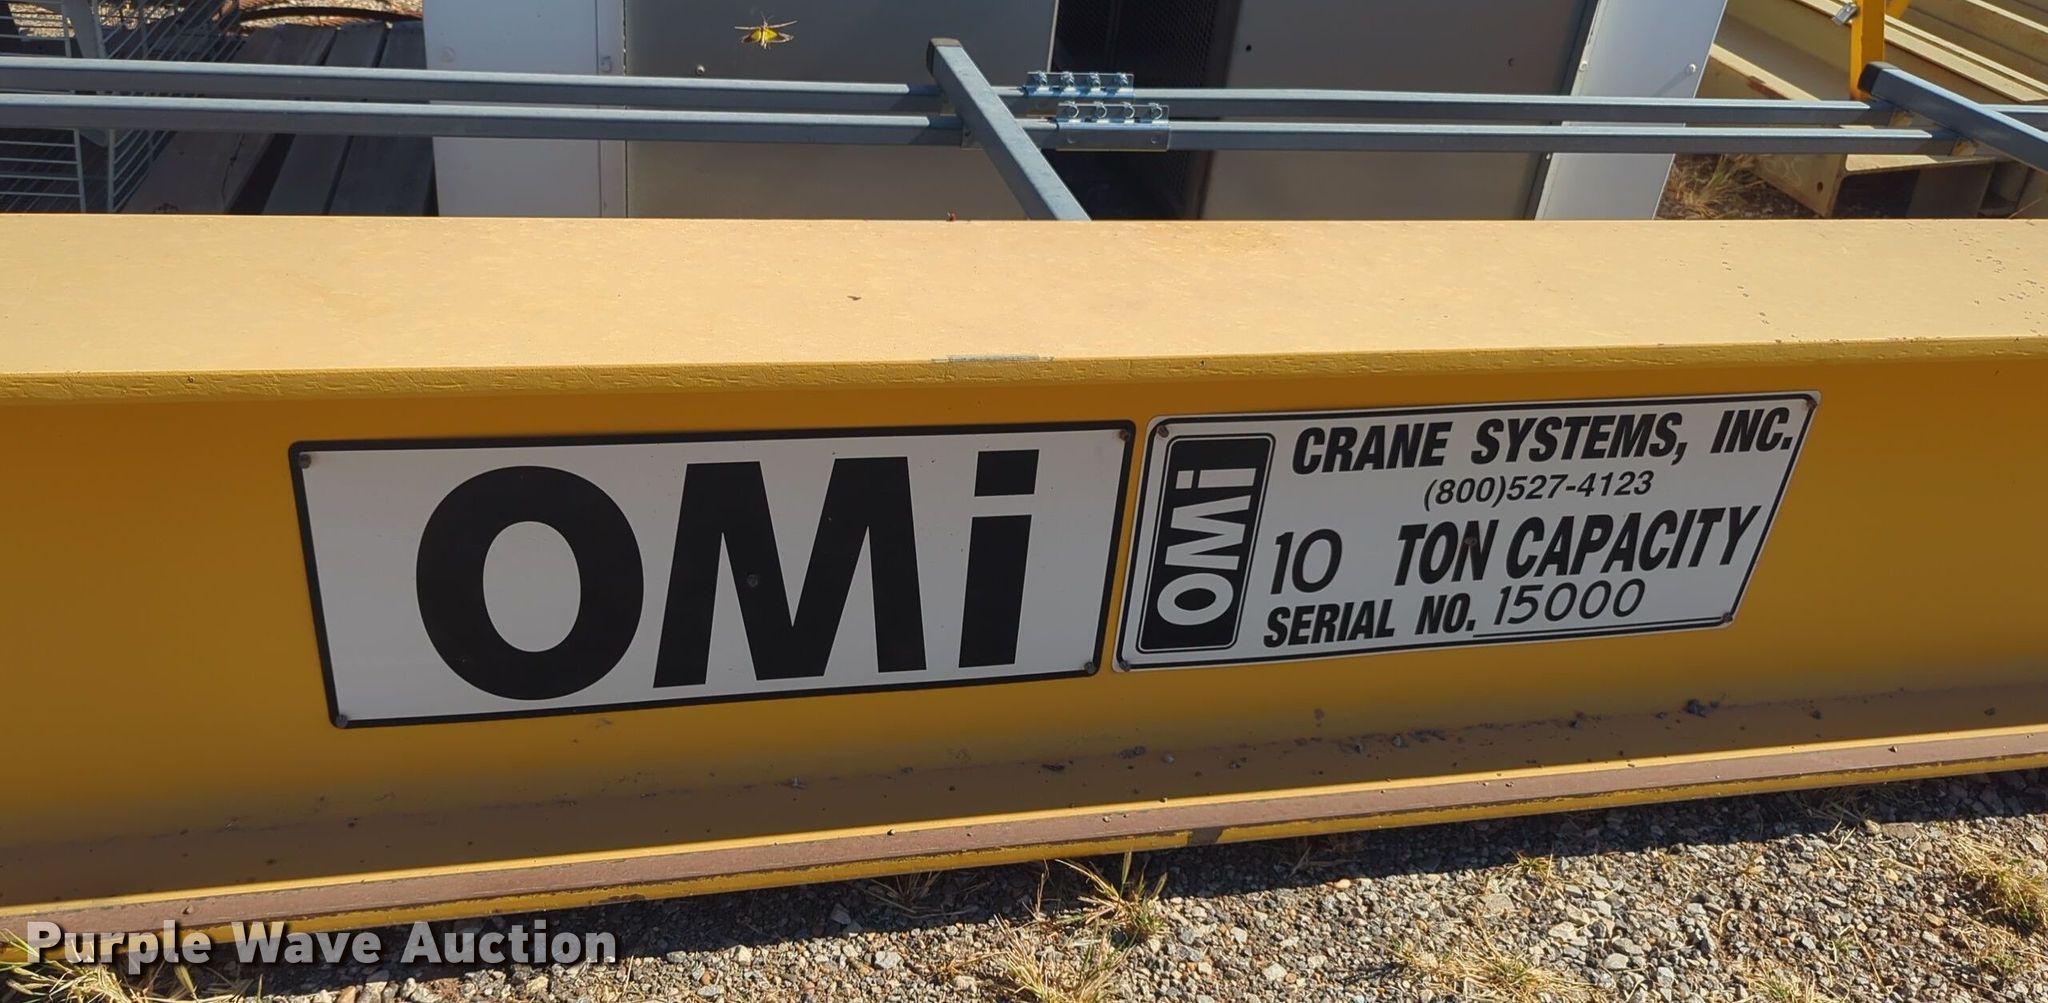 OMi
OMi
CRANE SYSTEMS, INC.
(800)527-4123
10 TON CAPACITY
SERIAL NO. 15000
Purple Wave Auction